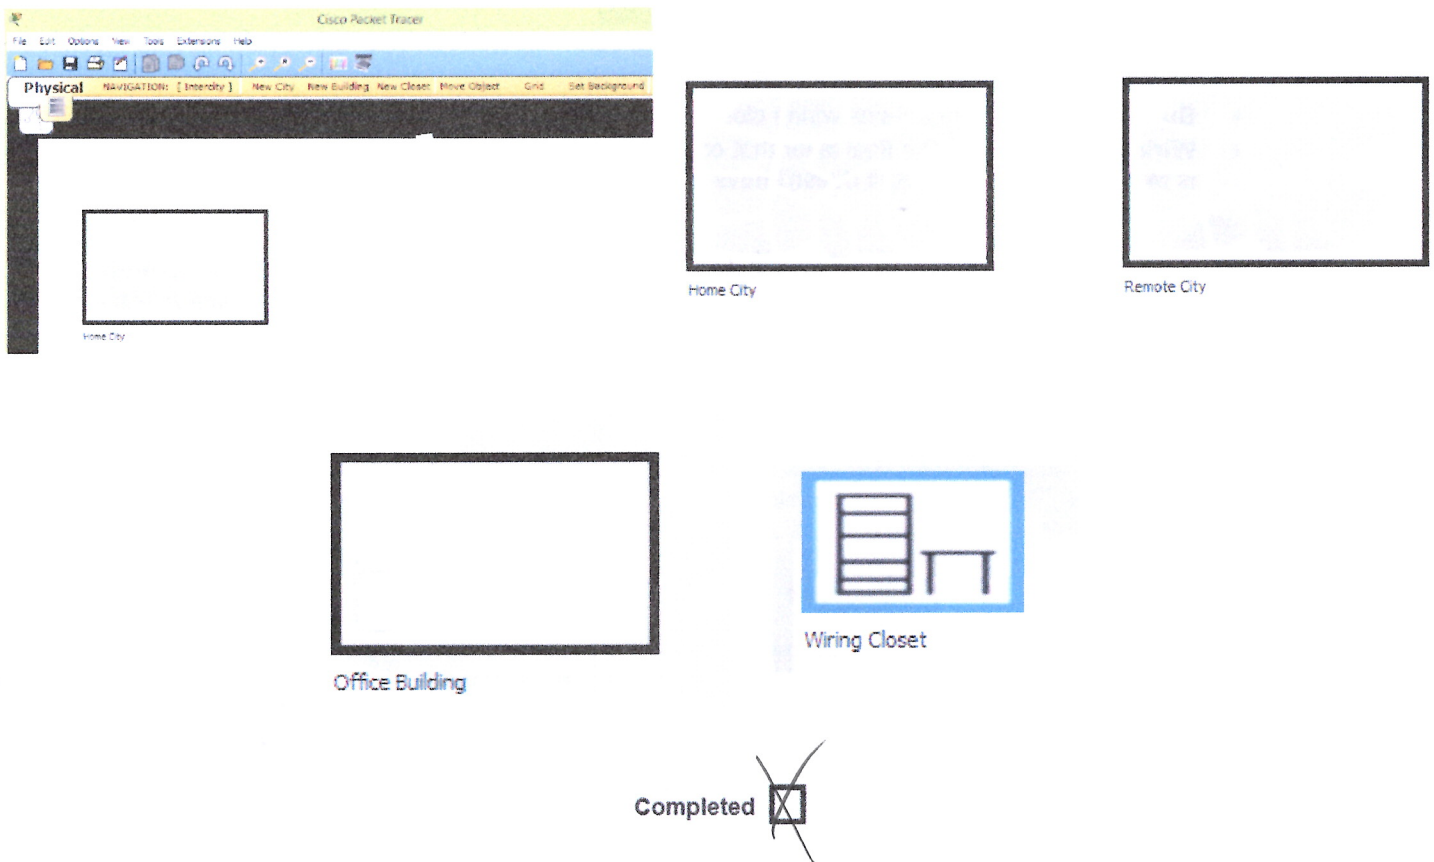 Cisco Packet Tracer
File Edit Options View Tools Extensions Help
Physical NAVIGATION: [ Intercity ] New City New Building New Closet Move Object Grid Set Background
Home City
Home City
Remote City
Office Building
Wiring Closet
Completed